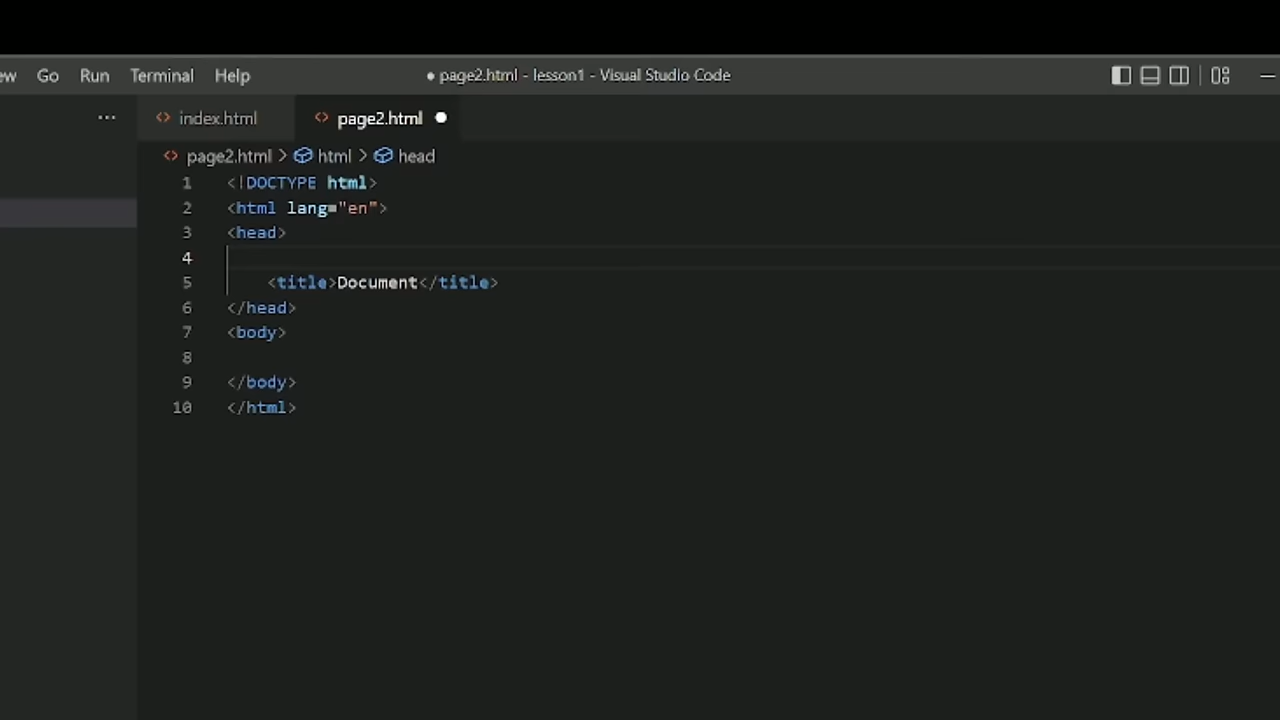 ew Go Run Terminal Help ● page2.html - lesson1 - Visual Studio Code
··· <> index.html <> page2.html ●
<> page2.html > html > head
1 <!DOCTYPE html>
2 <html lang="en">
3 <head>
4
5 <title>Document</title>
6 </head>
7 <body>
8
9 </body>
10 </html>